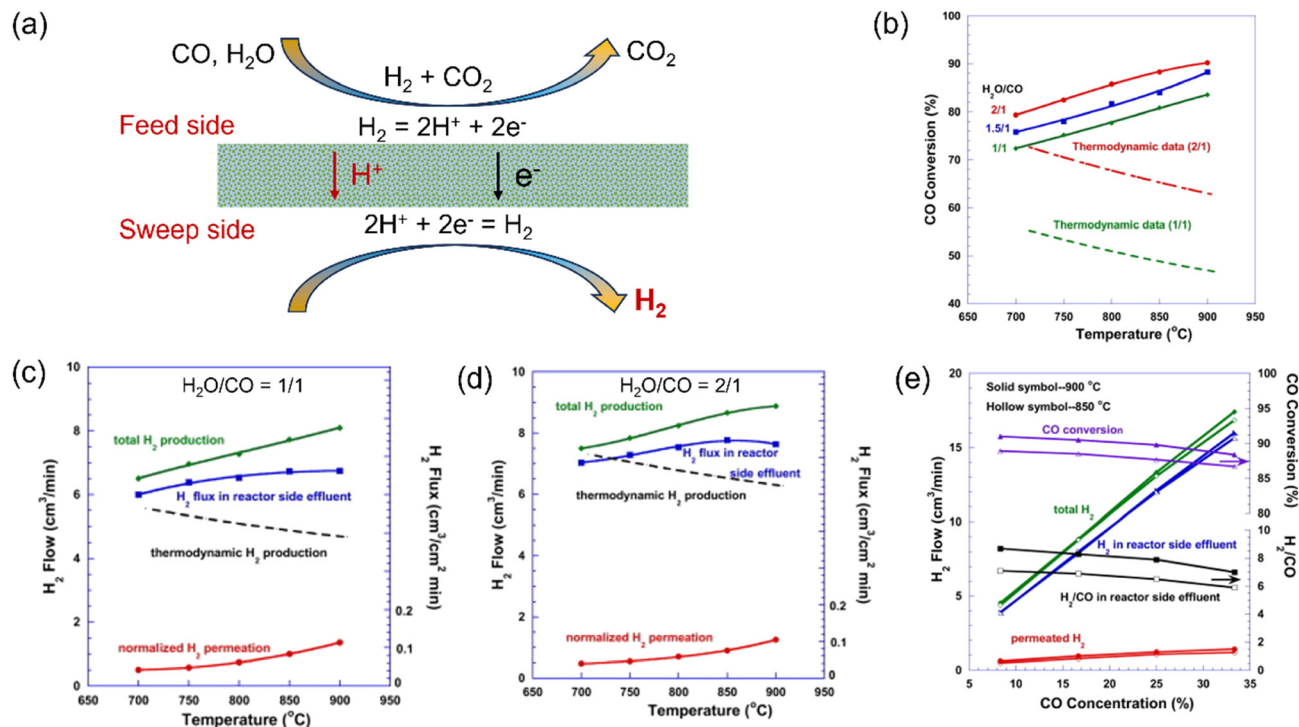 (a)
CO, H₂O
CO₂
H₂ + CO₂
Feed side
H₂ = 2H⁺ + 2e⁻
H⁺
e⁻
Sweep side
2H⁺ + 2e⁻ = H₂
H₂
(b)
100
90
80
70
60
50
40
CO Conversion (%)
H₂O/CO
2/1
1.5/1
1/1
Thermodynamic data (2/1)
Thermodynamic data (1/1)
650 700 750 800 850 900 950
Temperature (°C)
(c)
H₂O/CO = 1/1
10
8
6
4
2
0
H₂ Flow (cm³/min)
total H₂ production
H₂ flux in reactor side effluent
thermodynamic H₂ production
normalized H₂ permeation
0.2
0.1
0
H₂ Flux (cm³/cm² min)
650 700 750 800 850 900 950
Temperature (°C)
(d)
H₂O/CO = 2/1
10
8
6
4
2
0
H₂ Flow (cm³/min)
total H₂ production
H₂ flux in reactor
side effluent
thermodynamic H₂ production
normalized H₂ permeation
0.2
0.1
0
H₂ Flux (cm³/cm² min)
650 700 750 800 850 900 950
Temperature (°C)
(e)
20
15
10
5
0
H₂ Flow (cm³/min)
Solid symbol--900 °C
Hollow symbol--850 °C
CO conversion
total H₂
H₂ in reactor side effluent
H₂/CO in reactor side effluent
permeated H₂
100
95
90
85
80
CO Conversion (%)
10
8
6
4
2
0
H₂/CO
5 10 15 20 25 30 35
CO Concentration (%)